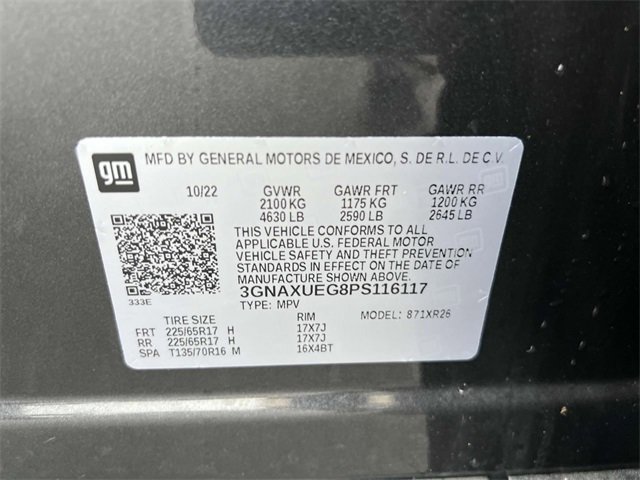 gm MFD BY GENERAL MOTORS DE MEXICO, S. DE R.L. DE C.V.
10/22 GVWR GAWR FRT GAWR RR
2100 KG 1175 KG 1200 KG
4630 LB 2590 LB 2645 LB
THIS VEHICLE CONFORMS TO ALL
APPLICABLE U.S. FEDERAL MOTOR
VEHICLE SAFETY AND THEFT PREVENTION
STANDARDS IN EFFECT ON THE DATE OF
MANUFACTURE SHOWN ABOVE.
333E 3GNAXUEG8PS116117
TYPE: MPV
TIRE SIZE RIM MODEL: 871XR26
FRT 225/65R17 H 17X7J
RR 225/65R17 H 17X7J
SPA T135/70R16 M 16X4BT